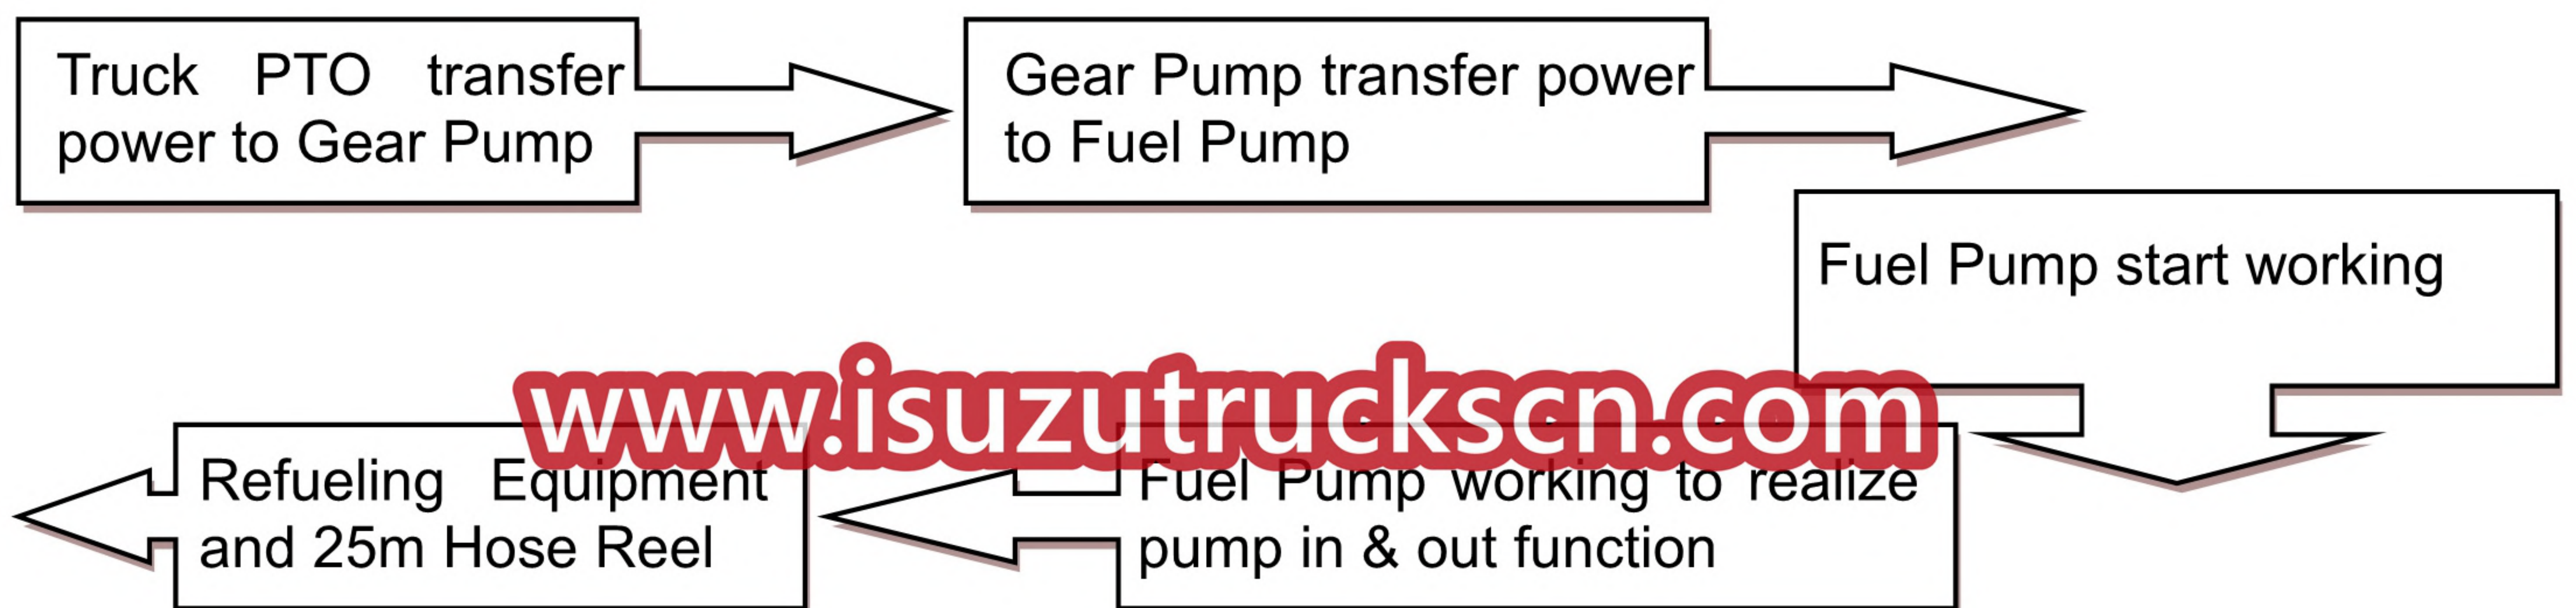 Truck PTO transfer
power to Gear Pump
Gear Pump transfer power
to Fuel Pump
Fuel Pump start working
www.isuzutruckscn.com
Fuel Pump working to realize
pump in & out function
Refueling Equipment
and 25m Hose Reel